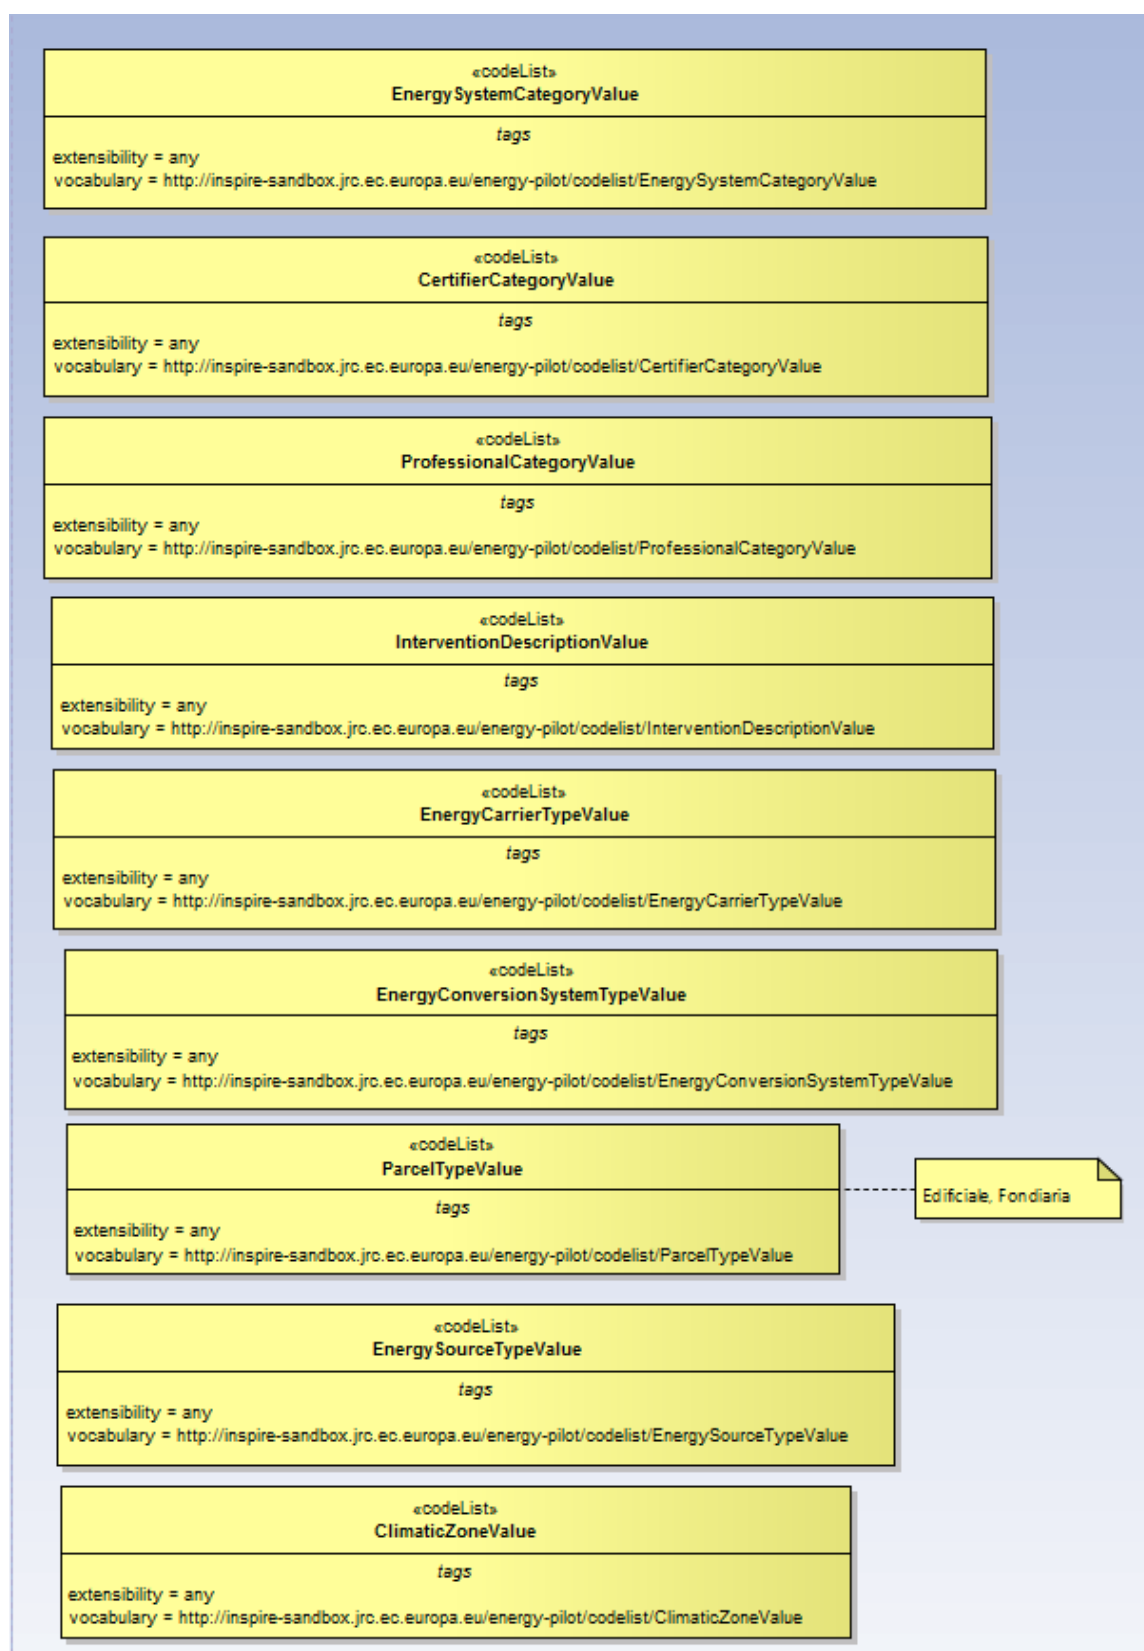 «codeList»
EnergySystemCategoryValue
tags
extensibility = any
vocabulary = http://inspire-sandbox.jrc.ec.europa.eu/energy-pilot/codelist/EnergySystemCategoryValue
«codeList»
CertifierCategoryValue
tags
extensibility = any
vocabulary = http://inspire-sandbox.jrc.ec.europa.eu/energy-pilot/codelist/CertifierCategoryValue
«codeList»
ProfessionalCategoryValue
tags
extensibility = any
vocabulary = http://inspire-sandbox.jrc.ec.europa.eu/energy-pilot/codelist/ProfessionalCategoryValue
«codeList»
InterventionDescriptionValue
tags
extensibility = any
vocabulary = http://inspire-sandbox.jrc.ec.europa.eu/energy-pilot/codelist/InterventionDescriptionValue
«codeList»
EnergyCarrierTypeValue
tags
extensibility = any
vocabulary = http://inspire-sandbox.jrc.ec.europa.eu/energy-pilot/codelist/EnergyCarrierTypeValue
«codeList»
EnergyConversionSystemTypeValue
tags
extensibility = any
vocabulary = http://inspire-sandbox.jrc.ec.europa.eu/energy-pilot/codelist/EnergyConversionSystemTypeValue
«codeList»
ParcelTypeValue
tags
extensibility = any
vocabulary = http://inspire-sandbox.jrc.ec.europa.eu/energy-pilot/codelist/ParcelTypeValue
Edificiale, Fondiaria
«codeList»
EnergySourceTypeValue
tags
extensibility = any
vocabulary = http://inspire-sandbox.jrc.ec.europa.eu/energy-pilot/codelist/EnergySourceTypeValue
«codeList»
ClimaticZoneValue
tags
extensibility = any
vocabulary = http://inspire-sandbox.jrc.ec.europa.eu/energy-pilot/codelist/ClimaticZoneValue